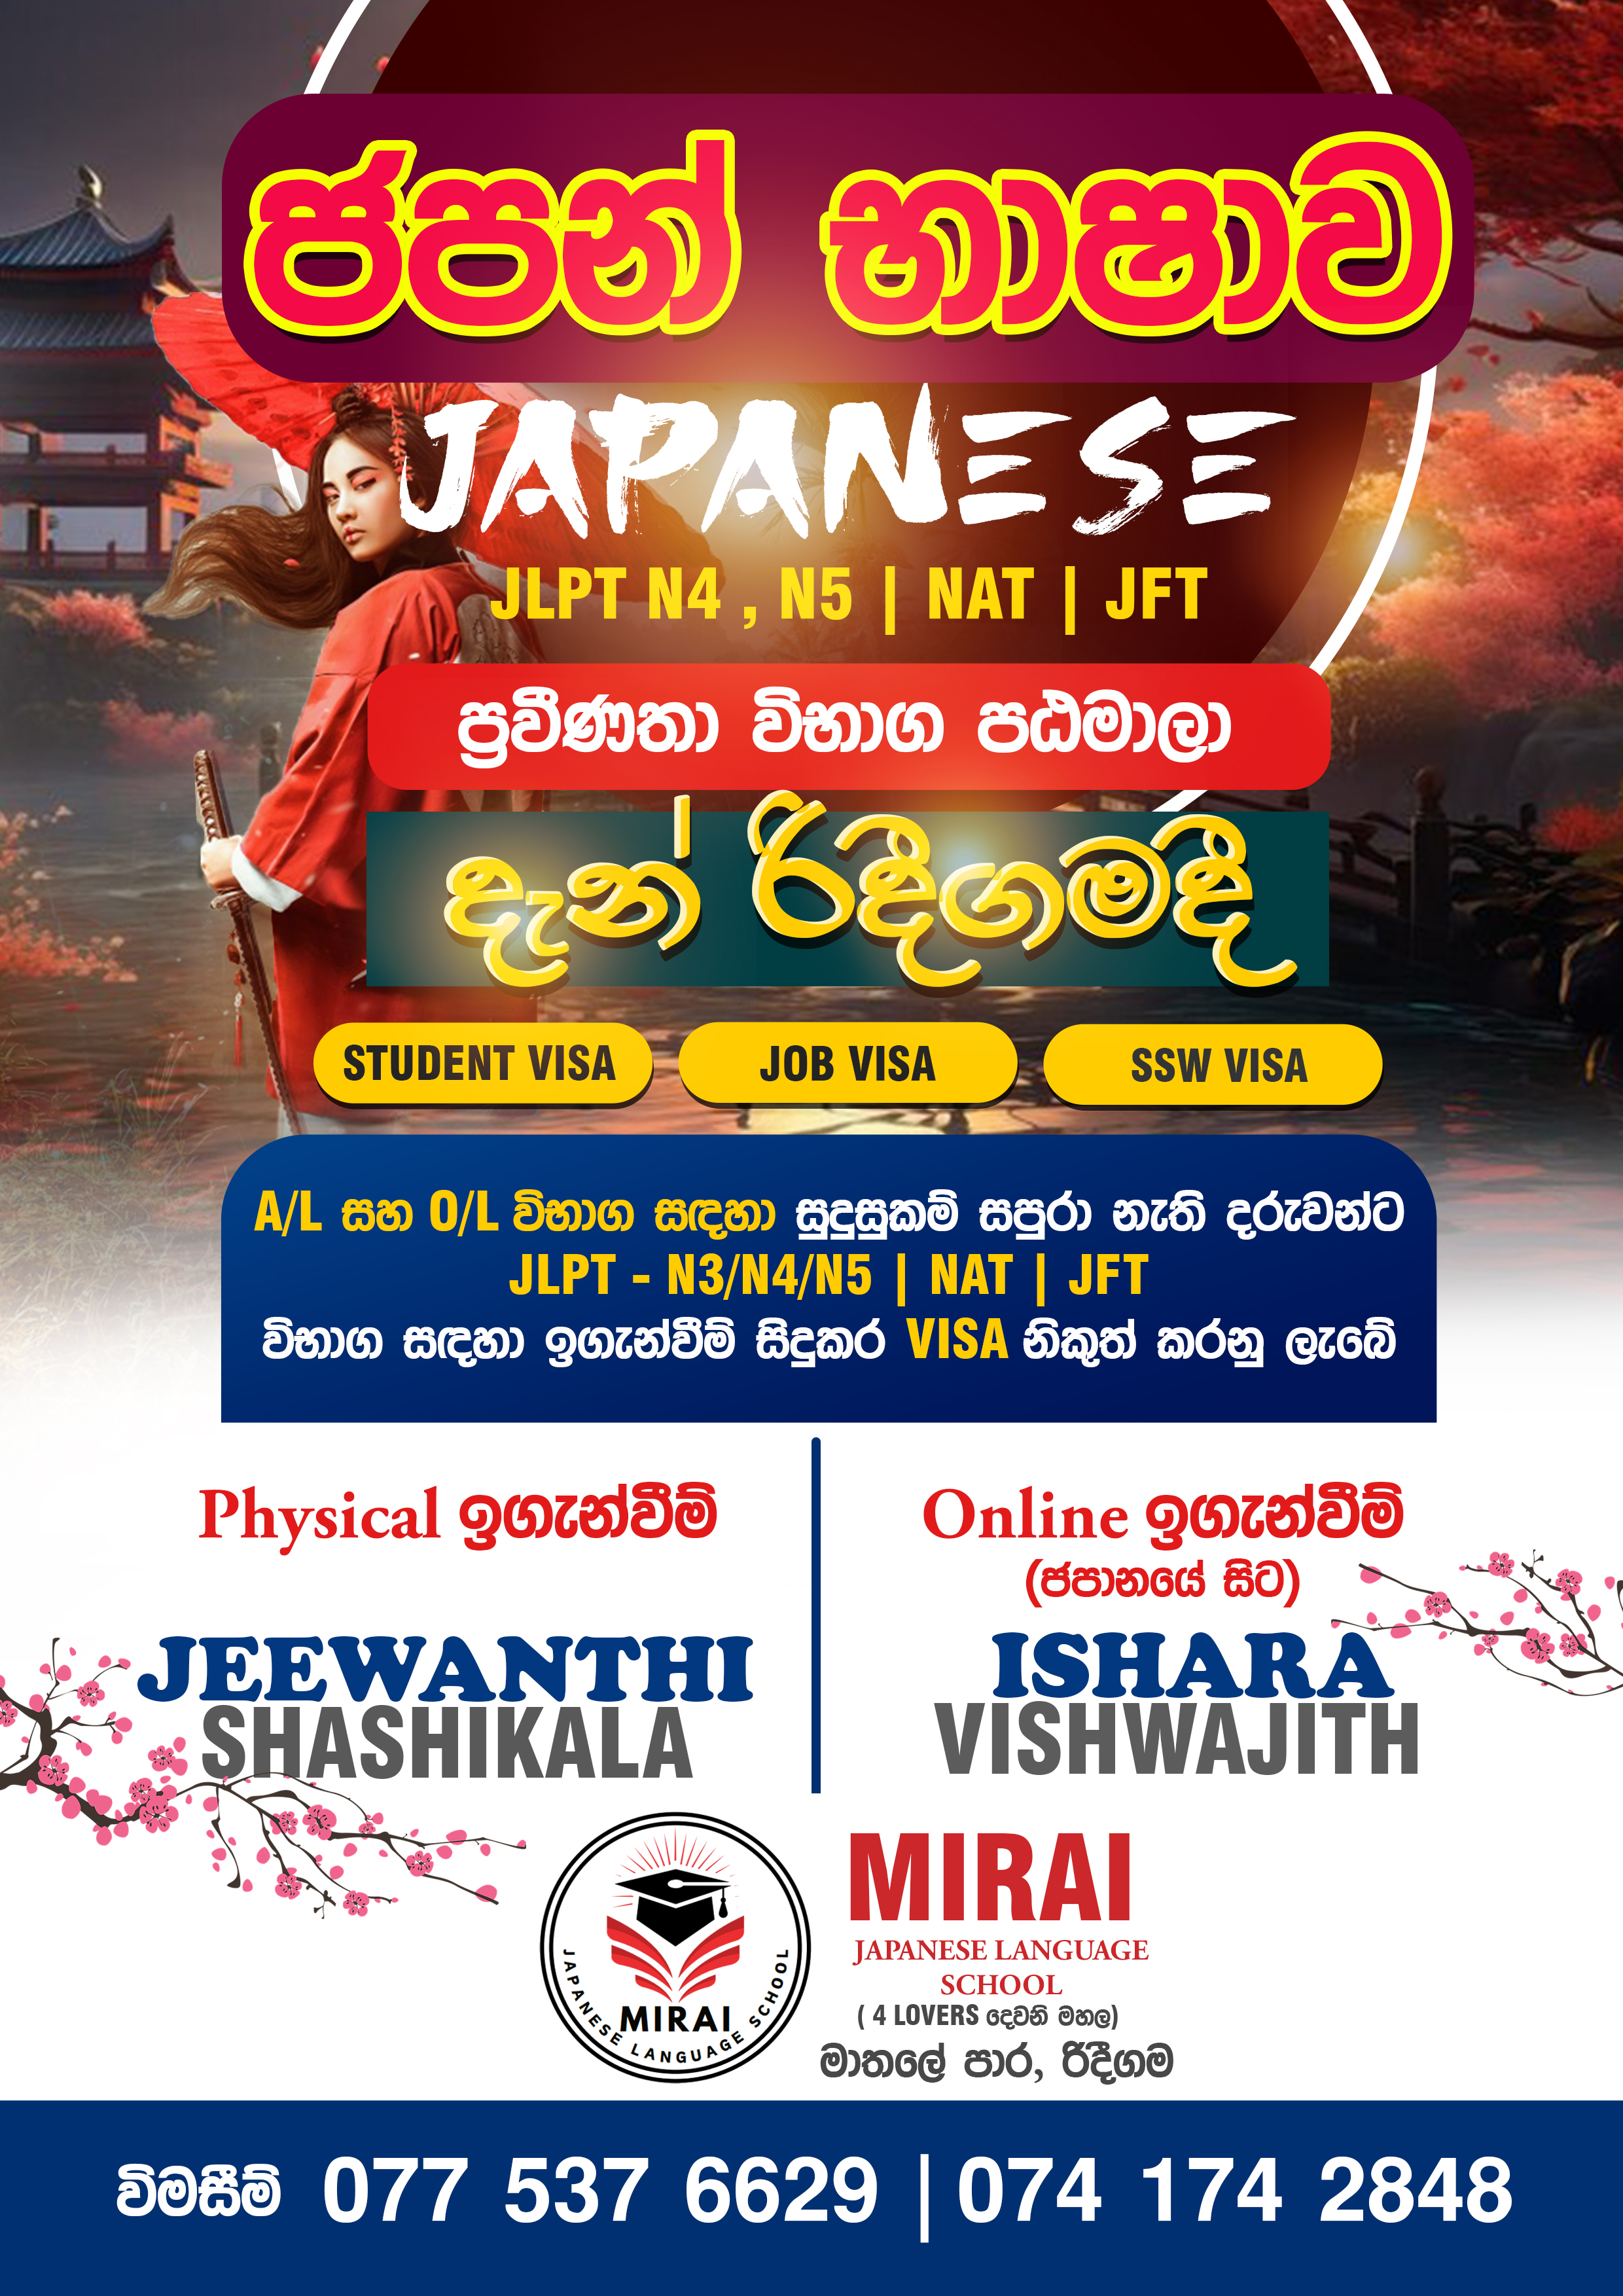 ජපන් භාෂාව
JAPANESE
JLPT N4 , N5 | NAT | JFT
ප්‍රවීණතා විභාග පඨමාලා
දැන් රිදීගමදී
STUDENT VISA
JOB VISA
SSW VISA
A/L සහ O/L විභාග සඳහා සුදුසුකම් සපුරා නැති දරුවන්ට
JLPT - N3/N4/N5 | NAT | JFT
විභාග සඳහා ඉගැන්වීම් සිදුකර VISA නිකුත් කරනු ලැබේ
Physical ඉගැන්වීම්
JEEWANTHI
SHASHIKALA
Online ඉගැන්වීම්
(ජපානයේ සිට)
ISHARA
VISHWAJITH
MIRAI
JAPANESE LANGUAGE SCHOOL
MIRAI
JAPANESE LANGUAGE
SCHOOL
( 4 LOVERS දෙවනි මහල)
මාතලේ පාර, රිදීගම
විමසීම් 077 537 6629 | 074 174 2848